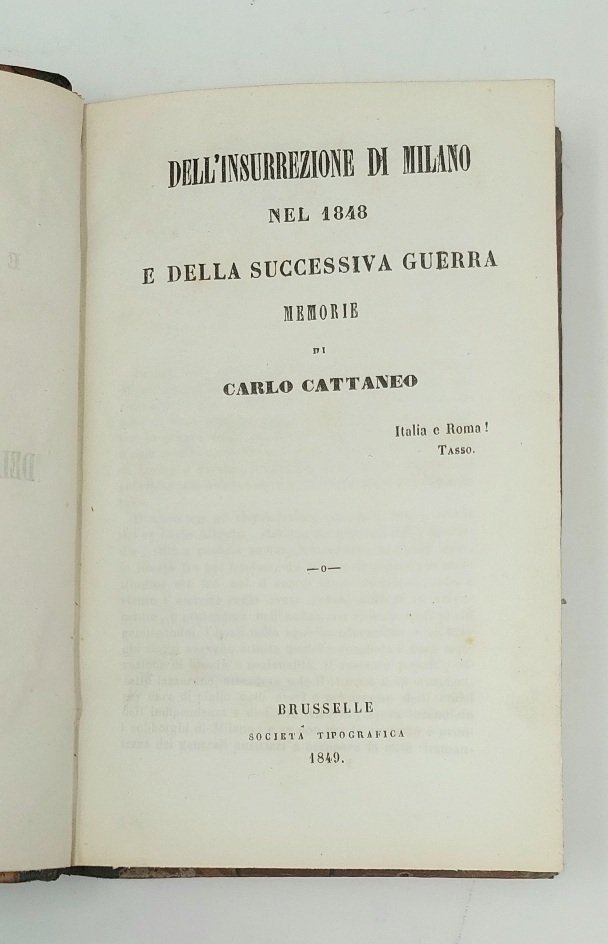 DELL'INSURREZIONE DI MILANO
NEL 1848
E DELLA SUCCESSIVA GUERRA
MEMORIE
DI
CARLO CATTANEO
Italia e Roma!
TASSO.
—o—
BRUSSELLE
SOCIETÀ TIPOGRAFICA
1849.